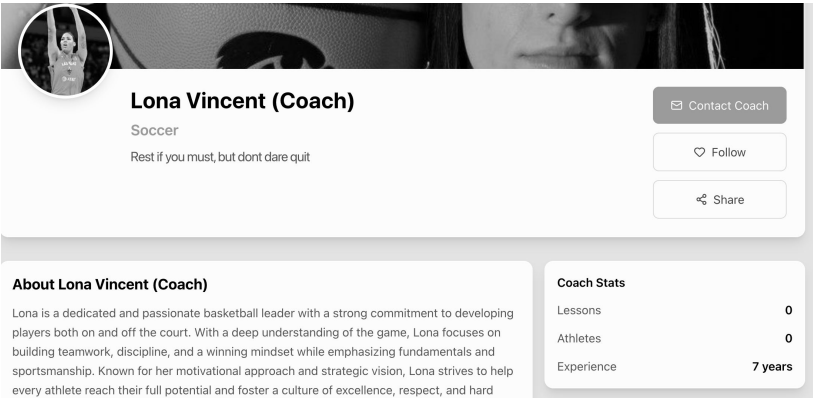 Lona Vincent (Coach)
Soccer
Rest if you must, but dont dare quit
Contact Coach
Follow
Share
About Lona Vincent (Coach)
Lona is a dedicated and passionate basketball leader with a strong commitment to developing
players both on and off the court. With a deep understanding of the game, Lona focuses on
building teamwork, discipline, and a winning mindset while emphasizing fundamentals and
sportsmanship. Known for her motivational approach and strategic vision, Lona strives to help
every athlete reach their full potential and foster a culture of excellence, respect, and hard
Coach Stats
Lessons 0
Athletes 0
Experience 7 years